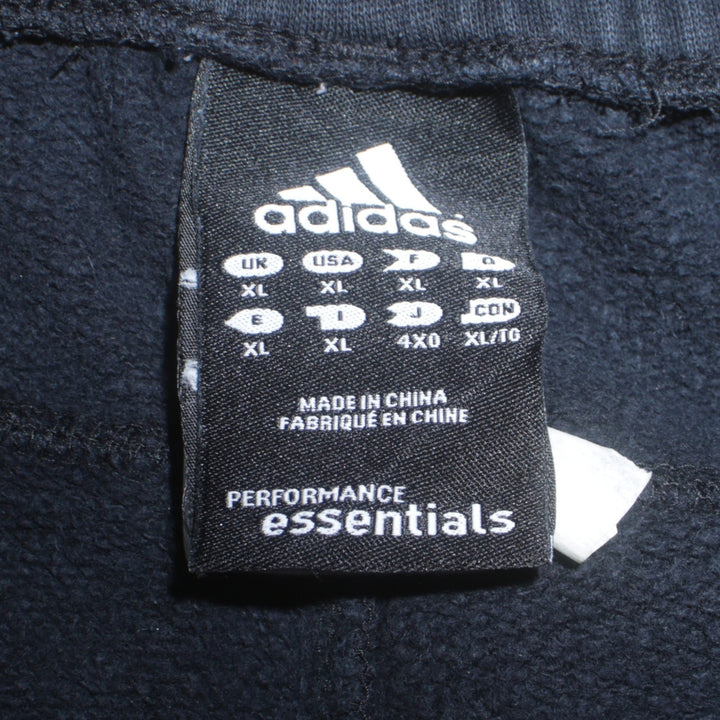 adidas
UK USA F D
XL XL XL XL
E I J CDN
XL XL 4XO XL/TG
MADE IN CHINA
FABRIQUÉ EN CHINE
PERFORMANCE
essentials